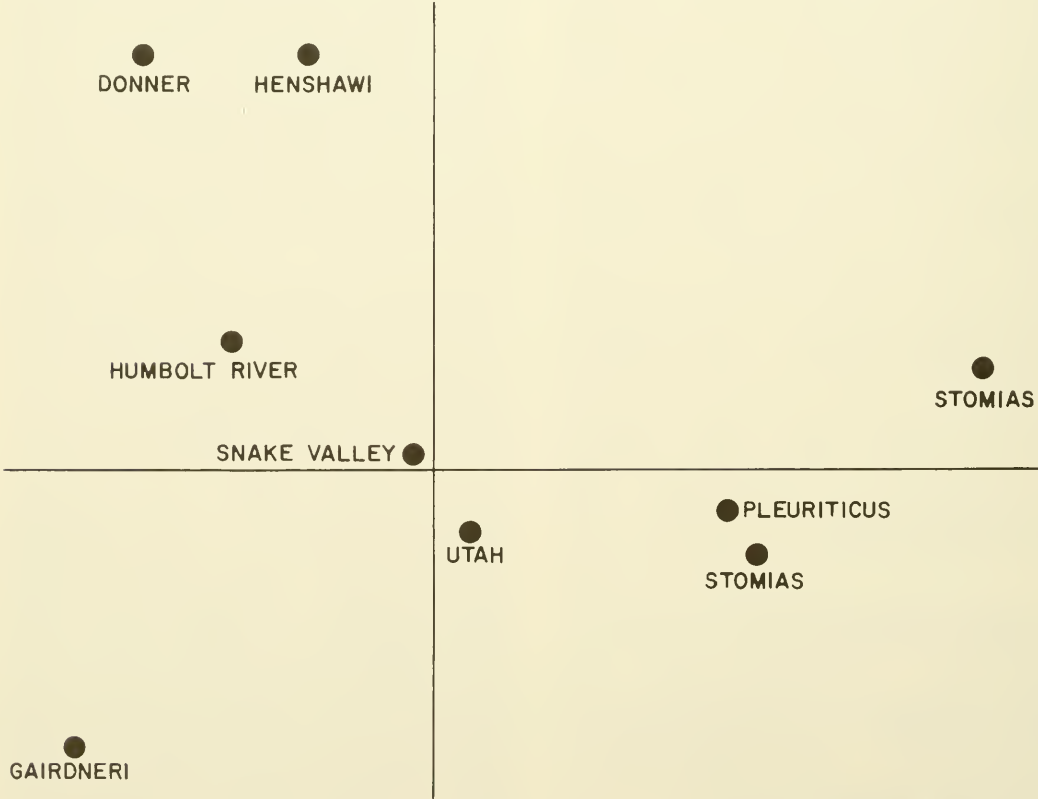 DONNER
HENSHAWI
HUMBOLT RIVER
STOMIAS
SNAKE VALLEY
PLEURITICUS
UTAH
STOMIAS
GAIRDNERI